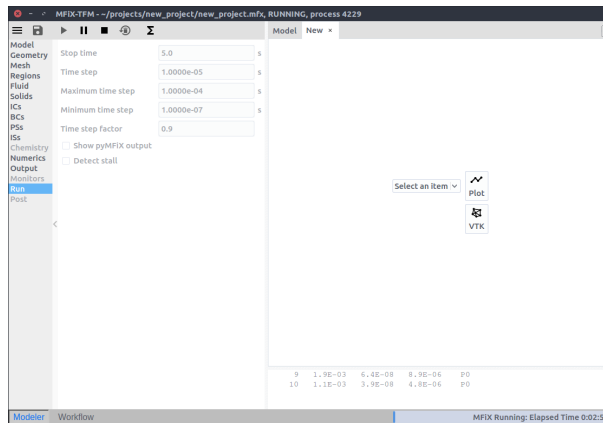 MFiX-TFM - ~/projects/new_project/new_project.mfx, RUNNING, process 4229
Σ
Model
Geometry
Mesh
Regions
Fluid
Solids
ICs
BCs
PSs
ISs
Chemistry
Numerics
Output
Monitors
Run
Post
Stop time 5.0 s
Time step 1.0000e-05 s
Maximum time step 1.0000e-04 s
Minimum time step 1.0000e-07 s
Time step factor 0.9
Show pyMFiX output
Detect stall
Model New ×
Select an item
Plot
VTK
9 1.9E-03 6.4E-08 8.9E-06 P0
10 1.1E-03 3.9E-08 4.8E-06 P0
Modeler Workflow
MFiX Running: Elapsed Time 0:02:5